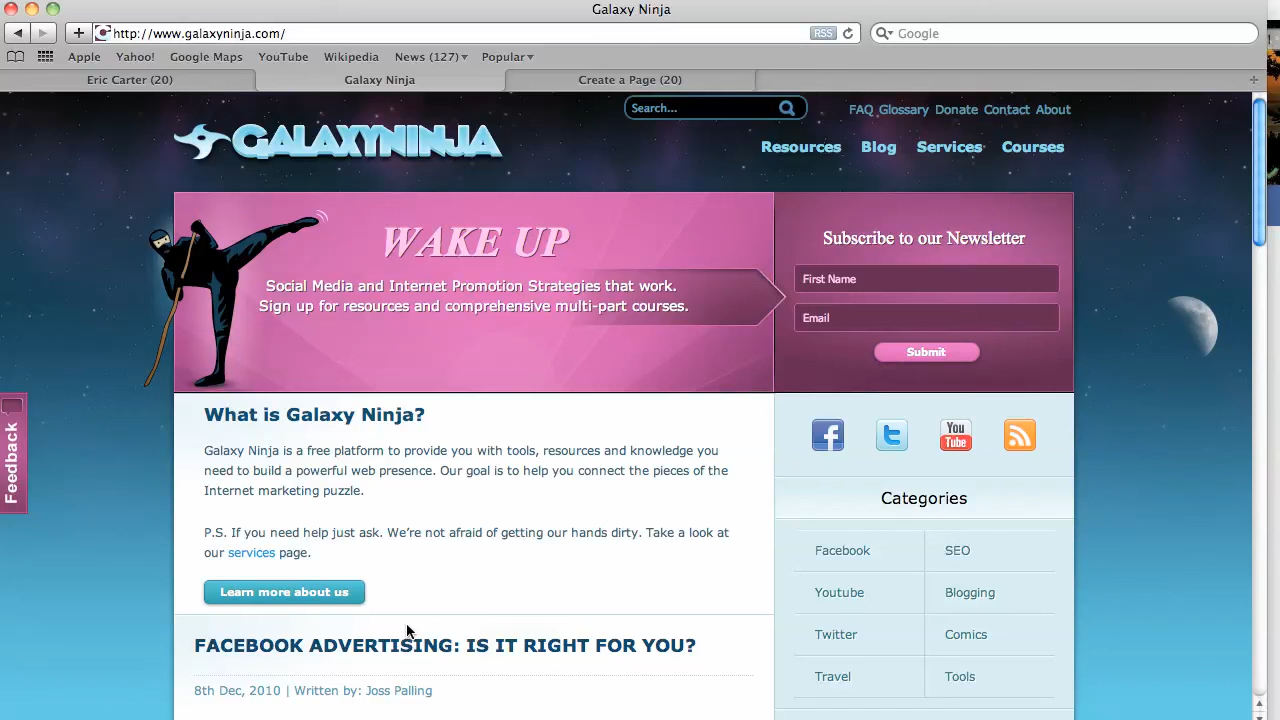 Galaxy Ninja
http://www.galaxyninja.com/
RSS
Google
Apple
Yahoo!
Google Maps
YouTube
Wikipedia
News (127)
Popular
Eric Carter (20)
Galaxy Ninja
Create a Page (20)
Search...
FAQ Glossary Donate Contact About
GALAXYNINJA
Resources Blog Services Courses
WAKE UP
Social Media and Internet Promotion Strategies that work.
Sign up for resources and comprehensive multi-part courses.
Subscribe to our Newsletter
First Name
Email
Submit
Feedback
What is Galaxy Ninja?
Galaxy Ninja is a free platform to provide you with tools, resources and knowledge you
need to build a powerful web presence. Our goal is to help you connect the pieces of the
Internet marketing puzzle.
P.S. If you need help just ask. We're not afraid of getting our hands dirty. Take a look at
our services page.
Learn more about us
You
Tube
Categories
Facebook
SEO
Youtube
Blogging
Twitter
Comics
Travel
Tools
FACEBOOK ADVERTISING: IS IT RIGHT FOR YOU?
8th Dec, 2010 | Written by: Joss Palling